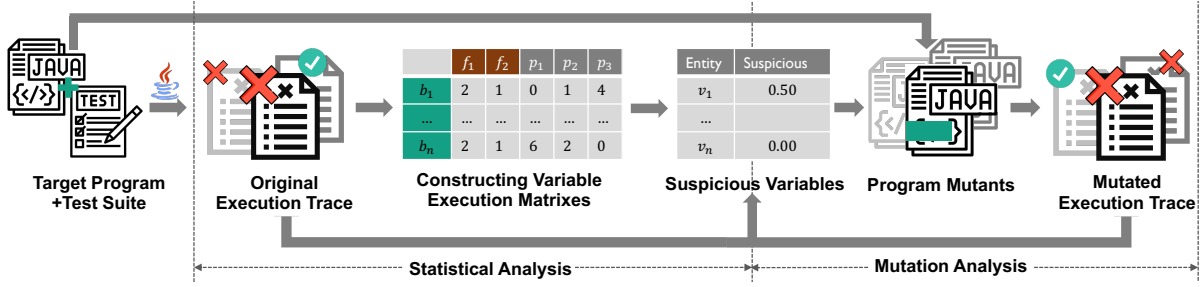 JAVA
</>
TEST
Target Program
+Test Suite
Original
Execution Trace
f₁ f₂ p₁ p₂ p₃
b₁ 2 1 0 1 4
... ... ... ... ... ...
bₙ 2 1 6 2 0
Constructing Variable
Execution Matrixes
Entity Suspicious
v₁ 0.50
...
vₙ 0.00
Suspicious Variables
JAVA
JAVA
{</
{ }
Program Mutants
Mutated
Execution Trace
Statistical Analysis
Mutation Analysis